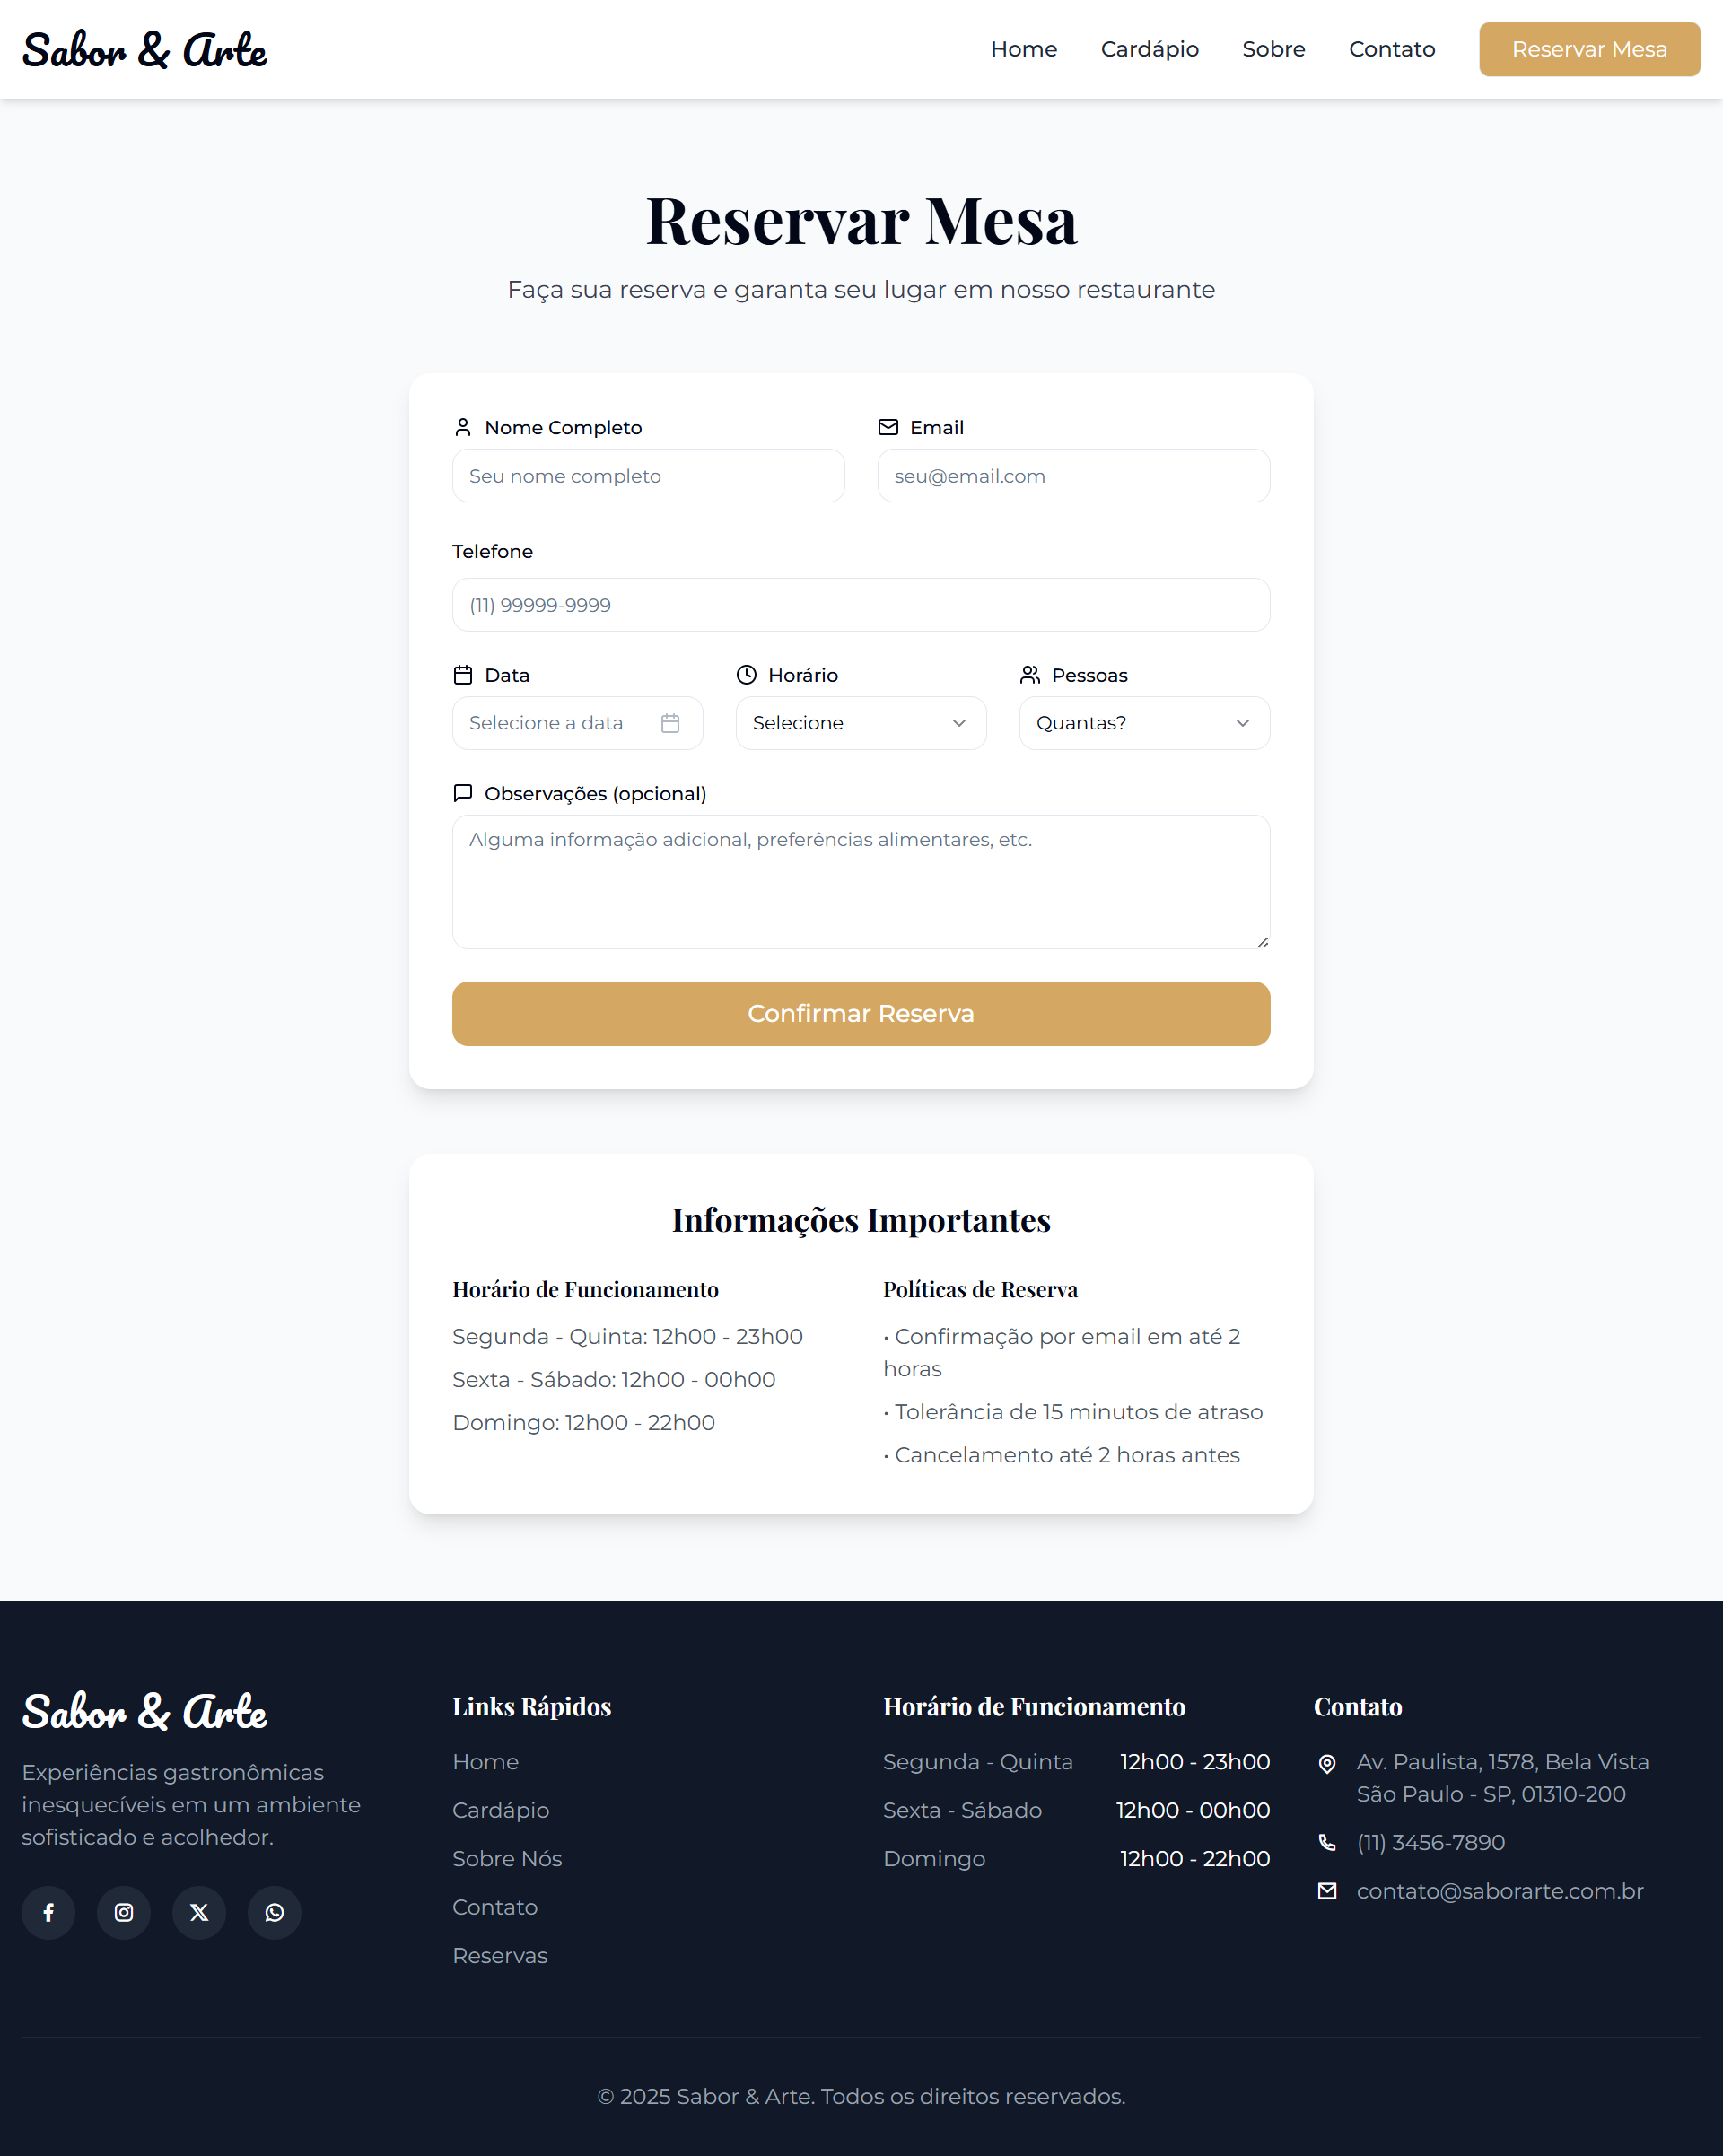 Sabor & Arte
Home
Cardápio
Sobre
Contato
Reservar Mesa
Reservar Mesa
Faça sua reserva e garanta seu lugar em nosso restaurante
Nome Completo
Email
Seu nome completo
seu@email.com
Telefone
(11) 99999-9999
Data
Horário
Pessoas
Selecione a data
Selecione
Quantas?
Observações (opcional)
Alguma informação adicional, preferências alimentares, etc.
Confirmar Reserva
Informações Importantes
Horário de Funcionamento
Segunda - Quinta: 12h00 - 23h00
Sexta - Sábado: 12h00 - 00h00
Domingo: 12h00 - 22h00
Políticas de Reserva
• Confirmação por email em até 2
horas
• Tolerância de 15 minutos de atraso
• Cancelamento até 2 horas antes
Sabor & Arte
Experiências gastronômicas
inesquecíveis em um ambiente
sofisticado e acolhedor.
Links Rápidos
Home
Cardápio
Sobre Nós
Contato
Reservas
Horário de Funcionamento
Segunda - Quinta 12h00 - 23h00
Sexta - Sábado 12h00 - 00h00
Domingo 12h00 - 22h00
Contato
Av. Paulista, 1578, Bela Vista
São Paulo - SP, 01310-200
(11) 3456-7890
contato@saborarte.com.br
© 2025 Sabor & Arte. Todos os direitos reservados.